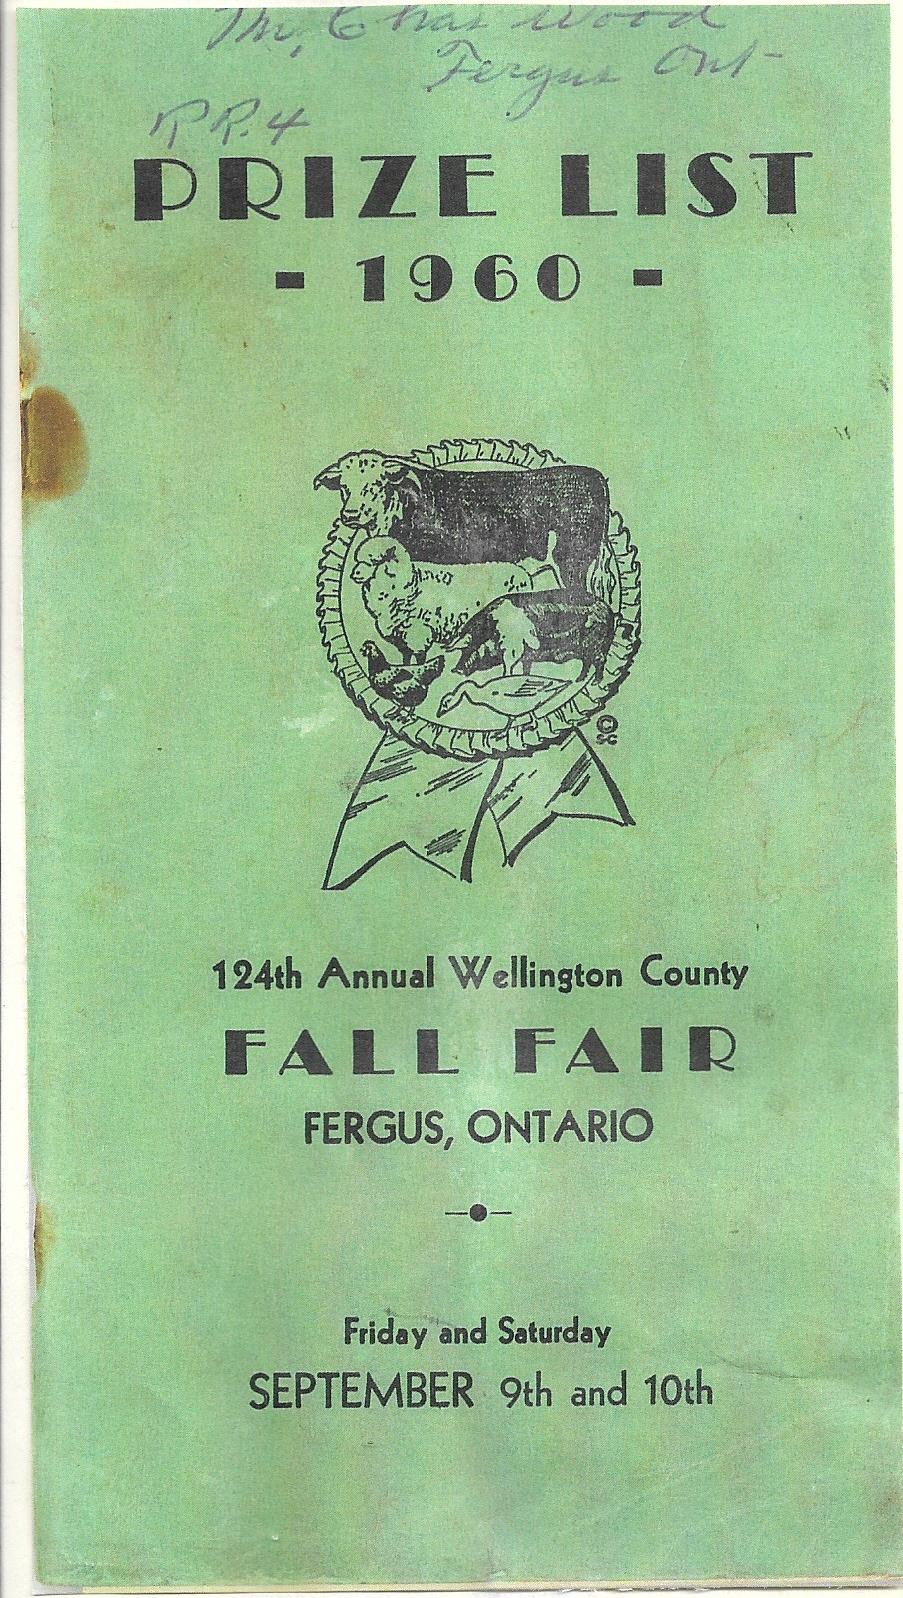 Mr. Chas Wood
Fergus Ont
R R. 4
PRIZE LIST
- 1960 -
© SC
124th Annual Wellington County
FALL FAIR
FERGUS, ONTARIO
Friday and Saturday
SEPTEMBER 9th and 10th